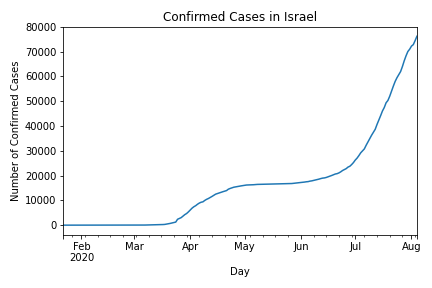 Confirmed Cases in Israel
Number of Confirmed Cases
80000
70000
60000
50000
40000
30000
20000
10000
0
Feb Mar Apr May Jun Jul Aug
2020
Day